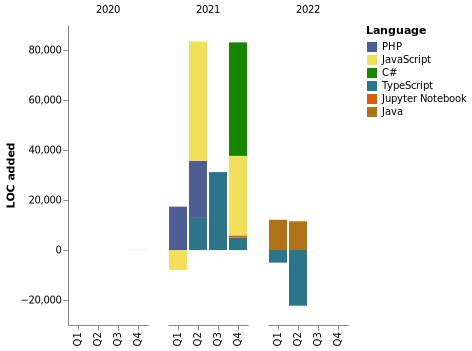 2020
2021
2022
Language
PHP
JavaScript
C#
TypeScript
Jupyter Notebook
Java
LOC added
80,000
60,000
40,000
20,000
0
−20,000
Q1
Q2
Q3
Q4
Q1
Q2
Q3
Q4
Q1
Q2
Q3
Q4